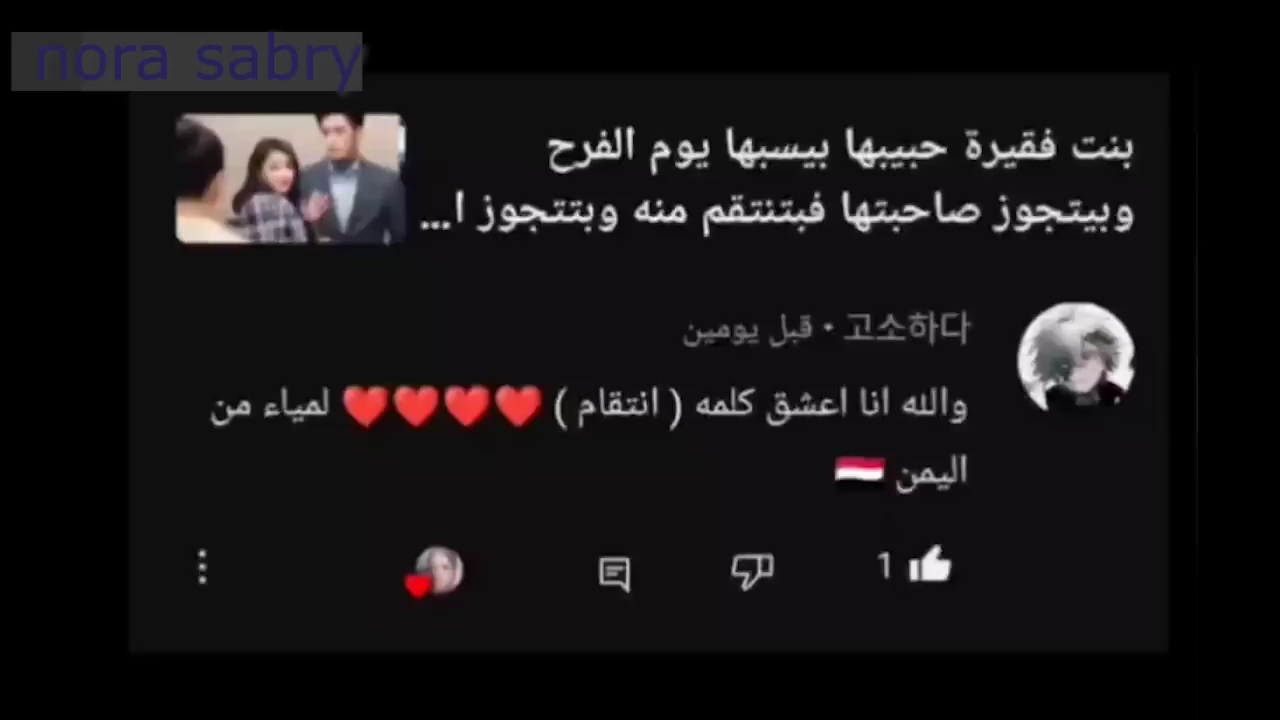 nora sabry
بنت فقيرة حبيبها بيسبها يوم الفرح
وبيتجوز صاحبتها فبتنتقم منه وبتتجوز ا...
고소하다 • قبل يومين
والله انا اعشق كلمه ( انتقام ) ❤️❤️❤️❤️ لمياء من
اليمن 🇾🇪
1